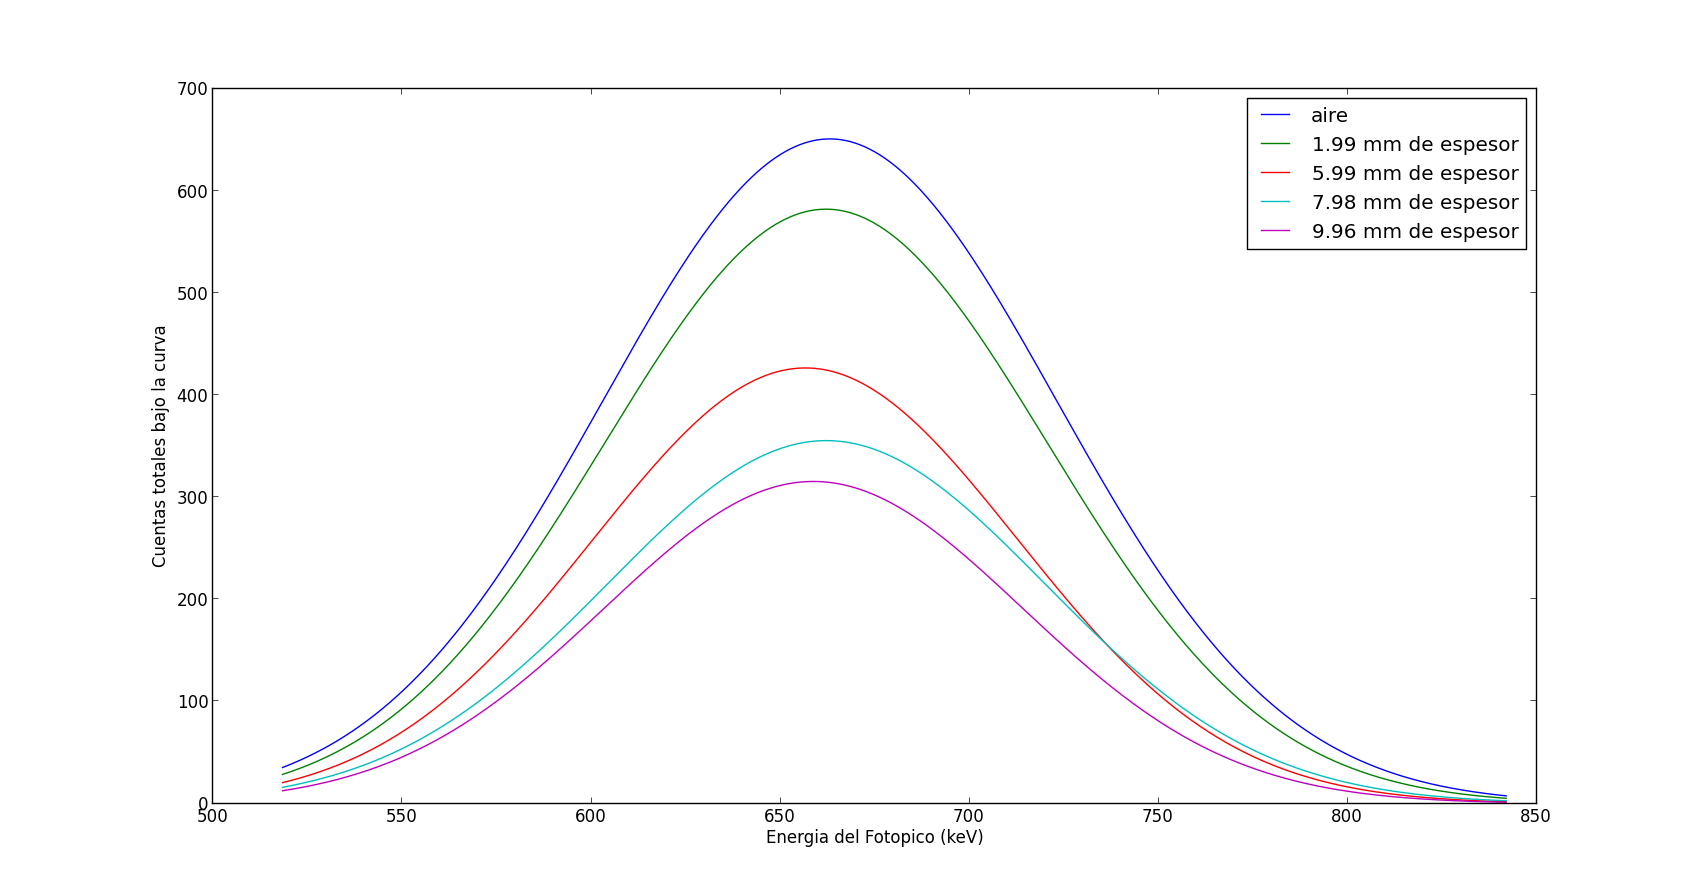 700
600
500
400
300
200
100
0
500 550 600 650 700 750 800 850
Cuentas totales bajo la curva
Energia del Fotopico (keV)
aire
1.99 mm de espesor
5.99 mm de espesor
7.98 mm de espesor
9.96 mm de espesor